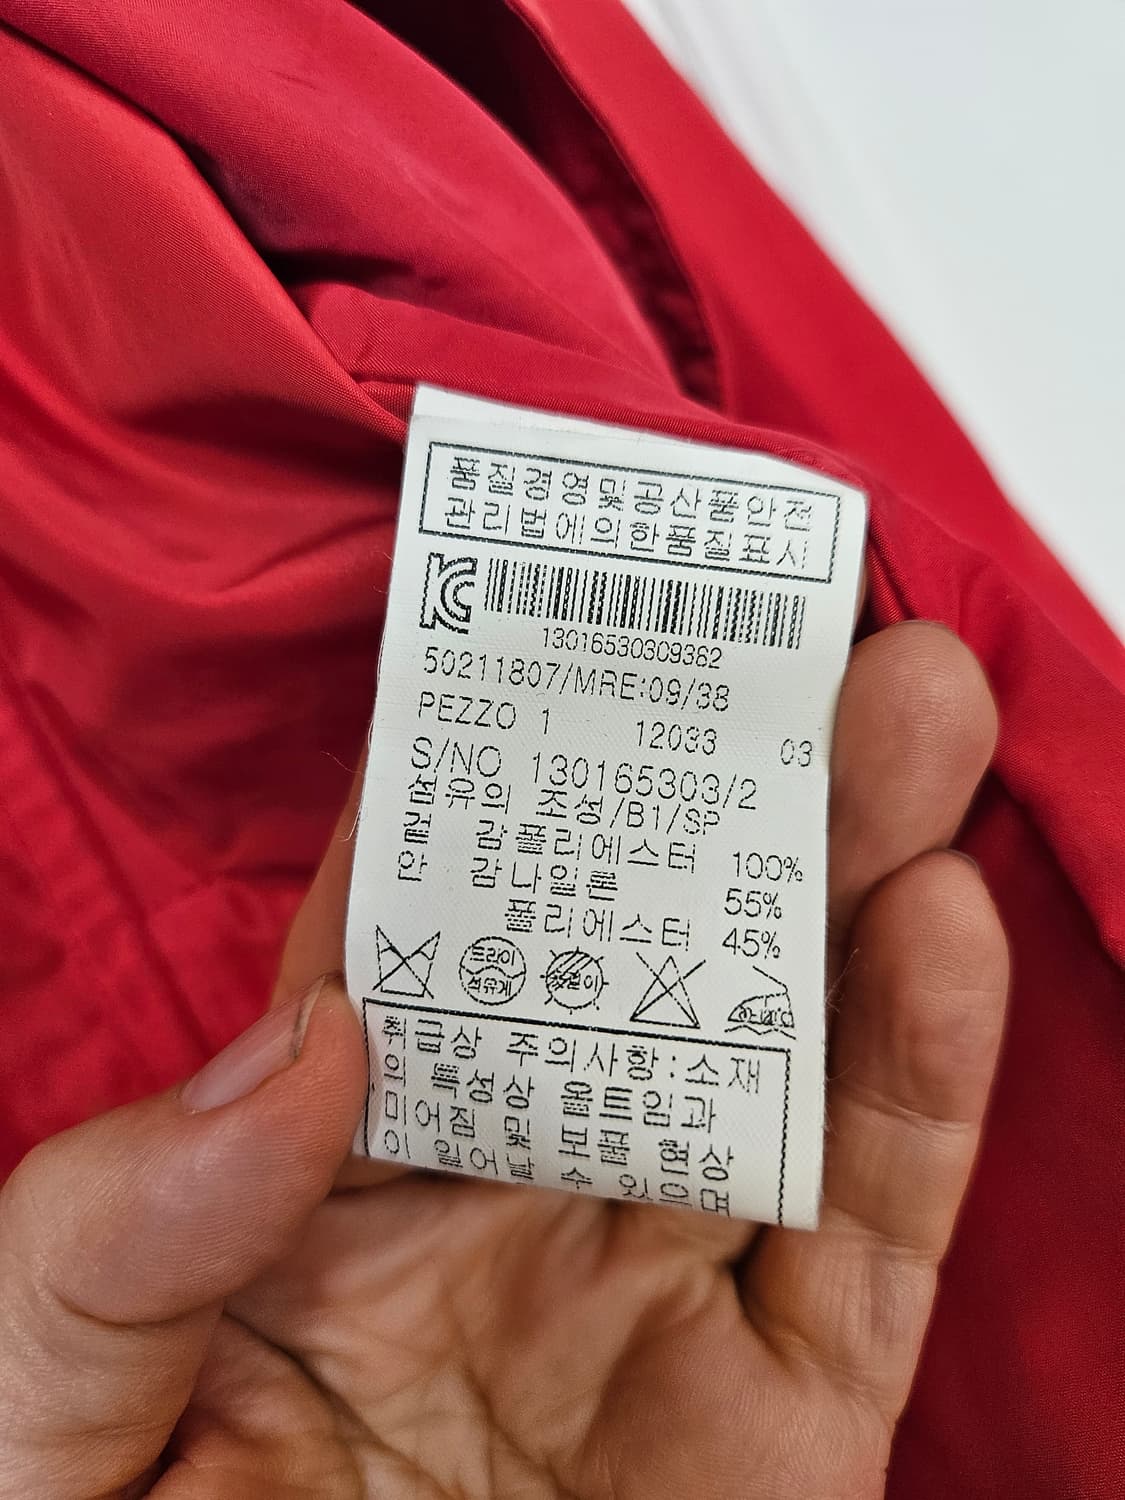 품질경영및공산품안전
관리법에의한품질표시
13016530309382
50211807/MRE:09/38
PEZZO 1 12033 03
S/NO 130165303/2
섬유의 조성/B1/SP
겉 감 폴리에스터 100%
안 감 나일론 55%
폴리에스터 45%
드라이
석유계
옷걸이
취급상 주의사항:소재
의 특성상 올트임과
미어짐 및 보풀 현상
이 일어날 수 있으며